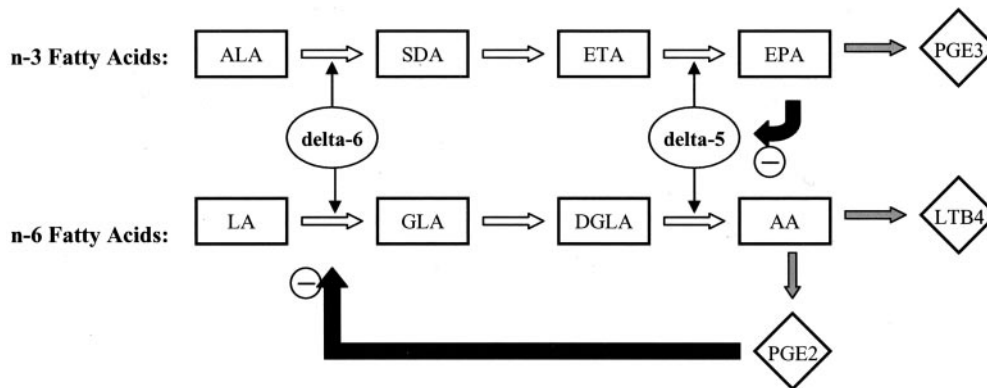 n-3 Fatty Acids: ALA SDA ETA EPA PGE3
delta-6 delta-5
−
n-6 Fatty Acids: LA GLA DGLA AA LTB4
−
PGE2